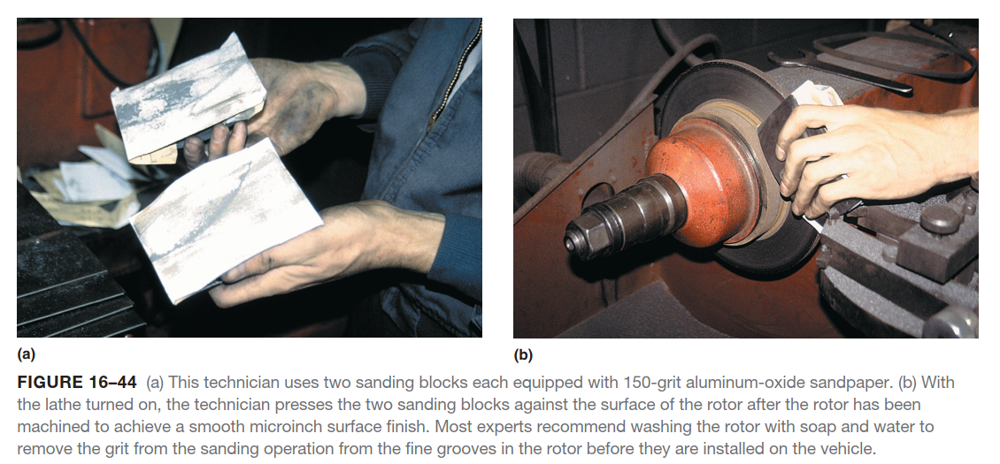 (a)
(b)
FIGURE 16–44 (a) This technician uses two sanding blocks each equipped with 150-grit aluminum-oxide sandpaper. (b) With
the lathe turned on, the technician presses the two sanding blocks against the surface of the rotor after the rotor has been
machined to achieve a smooth microinch surface finish. Most experts recommend washing the rotor with soap and water to
remove the grit from the sanding operation from the fine grooves in the rotor before they are installed on the vehicle.